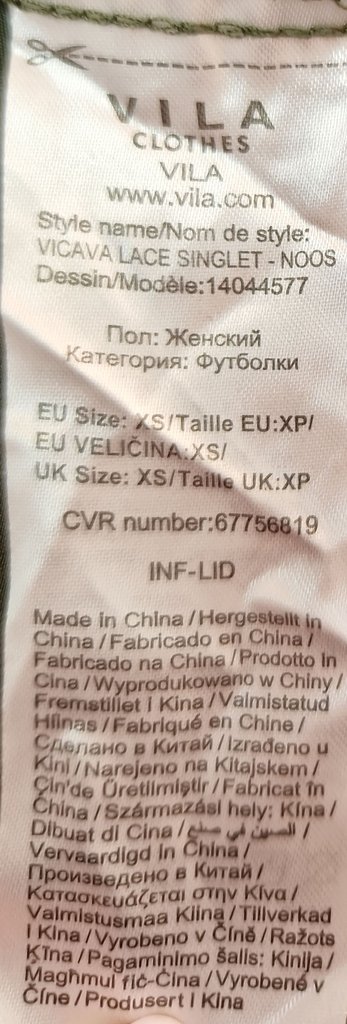 VILA
CLOTHES
VILA
www.vila.com
Style name/Nom de style:
VICAVA LACE SINGLET - NOOS
Dessin/Modèle:14044577
Пол: Женский
Категория: Футболки
EU Size: XS/Taille EU:XP/
EU VELIČINA:XS/
UK Size: XS/Taille UK:XP
CVR number:67756819
INF-LID
Made in China / Hergestellt in
China / Fabricado en China /
Fabricado na China / Prodotto in
Cina / Wyprodukowano w Chiny /
Fremstillet i Kina / Valmistatud
Hiinas / Fabriqué en Chine /
Сделано в Китай / Izrađeno u
Kini / Narejeno na Kitajskem /
Çin'de Üretilmiştir / Fabricat în
China / Származási hely: Kína /
Dibuat di Cina / الصين في صنع /
Vervaardigd in China /
Произведено в Китай /
Κατασκευάζεται στην Κίνα /
Valmistusmaa Kiina / Tillverkad
i Kina / Vyrobeno v Číně / Ražots
Ķīna / Pagaminimo šalis: Kinija /
Magħmul fiċ-Ċina / Vyrobené v
Číne / Produsert i Kina